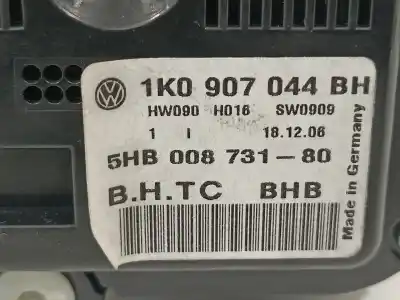 1K0 907 044 BH
HW090 H016 SW0909
1 I 18.12.06
5HB 008 731-80
B.H.TC BHB
Made in Germany